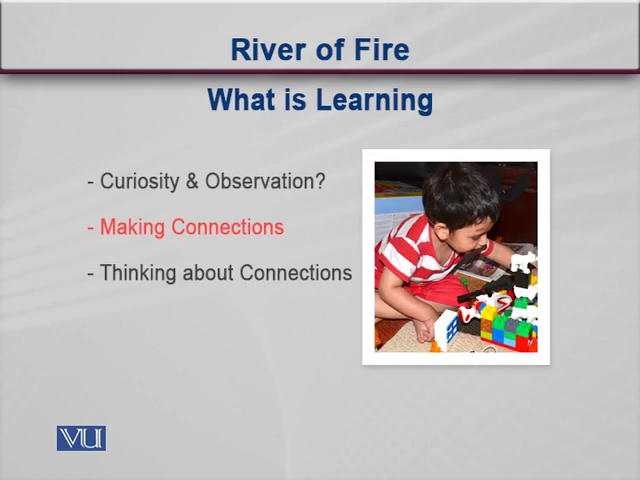 River of Fire
What is Learning
- Curiosity & Observation?
- Making Connections
- Thinking about Connections
VU